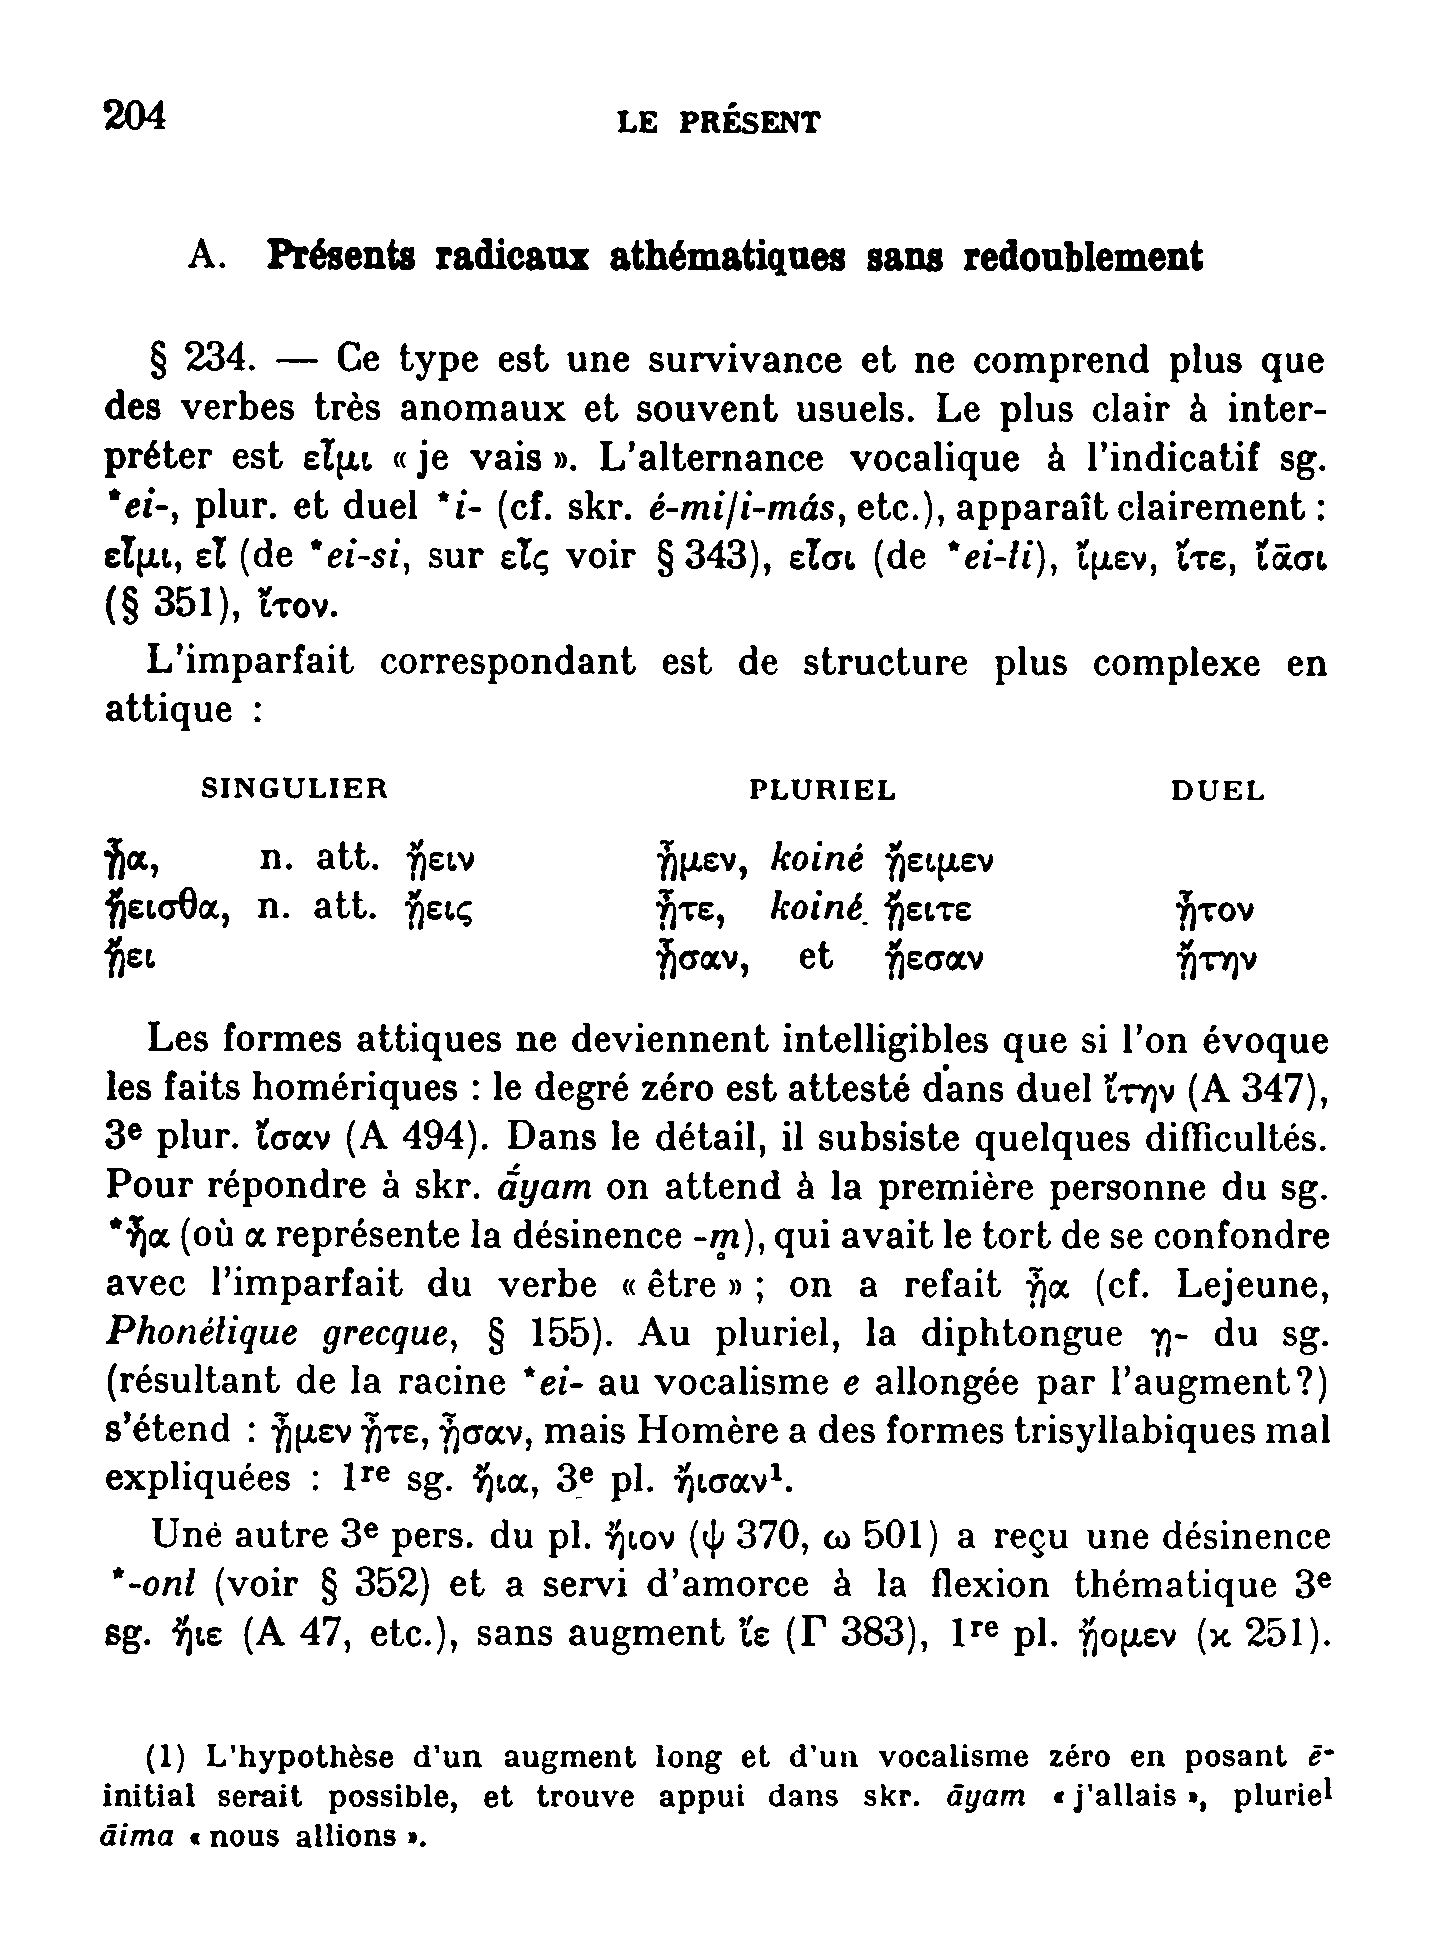 204 LE PRÉSENT
A. Présents radicaux athématiques sans redoublement
§ 234. — Ce type est une survivance et ne comprend plus que
des verbes très anomaux et souvent usuels. Le plus clair à inter-
préter est εἶμι « je vais ». L'alternance vocalique à l'indicatif sg.
*ei-, plur. et duel *i- (cf. skr. é-mi/i-más, etc.), apparaît clairement :
εἶμι, εἶ (de *ei-si, sur εἶς voir § 343), εἶσι (de *ei-ti), ἴμεν, ἴτε, ἴᾱσι
(§ 351), ἴτον.
L'imparfait correspondant est de structure plus complexe en
attique :
SINGULIER PLURIEL DUEL
ᾖα, n. att. ᾔειν ᾖμεν, koiné ᾔειμεν
ᾔεισθα, n. att. ᾔεις ᾖτε, koiné ᾔειτε ᾖτον
ᾔει ᾖσαν, et ᾔεσαν ᾔτην
Les formes attiques ne deviennent intelligibles que si l'on évoque
les faits homériques : le degré zéro est attesté dans duel ἴτην (A 347),
3e plur. ἴσαν (A 494). Dans le détail, il subsiste quelques difficultés.
Pour répondre à skr. ā́yam on attend à la première personne du sg.
*ἦα (où α représente la désinence -m̥), qui avait le tort de se confondre
avec l'imparfait du verbe « être » ; on a refait ᾖα (cf. Lejeune,
Phonétique grecque, § 155). Au pluriel, la diphtongue ῃ- du sg.
(résultant de la racine *ei- au vocalisme e allongée par l'augment?)
s'étend : ᾖμεν ᾖτε, ᾖσαν, mais Homère a des formes trisyllabiques mal
expliquées : 1re sg. ἤια, 3e pl. ἤισαν1.
Une autre 3e pers. du pl. ἤιον (ψ 370, ω 501) a reçu une désinence
*-ont (voir § 352) et a servi d'amorce à la flexion thématique 3e
sg. ἤιε (A 47, etc.), sans augment ἴε (Γ 383), 1re pl. ᾔομεν (κ 251).
(1) L'hypothèse d'un augment long et d'un vocalisme zéro en posant ē-
initial serait possible, et trouve appui dans skr. āyam « j'allais », pluriel
āima « nous allions ».